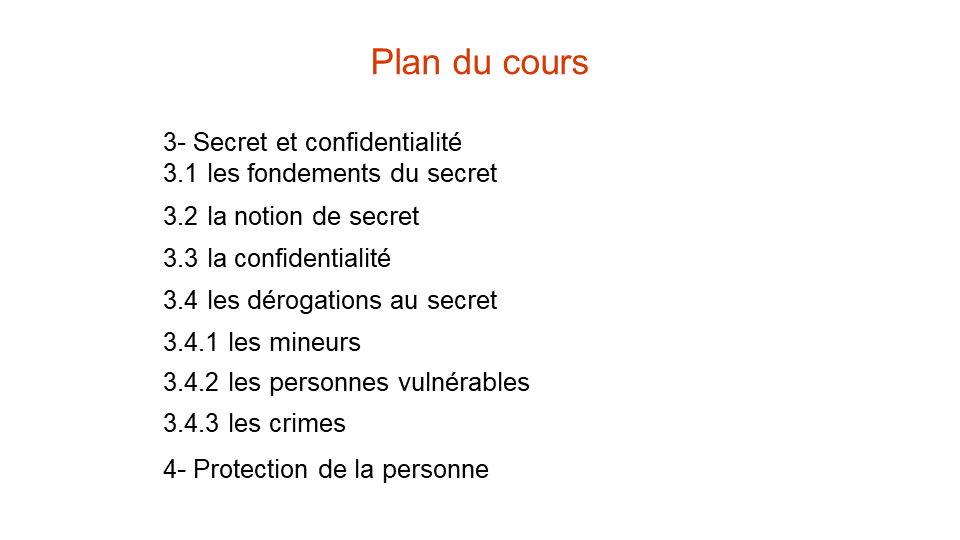 Plan du cours
3- Secret et confidentialité
3.1 les fondements du secret
3.2 la notion de secret
3.3 la confidentialité
3.4 les dérogations au secret
3.4.1 les mineurs
3.4.2 les personnes vulnérables
3.4.3 les crimes
4- Protection de la personne